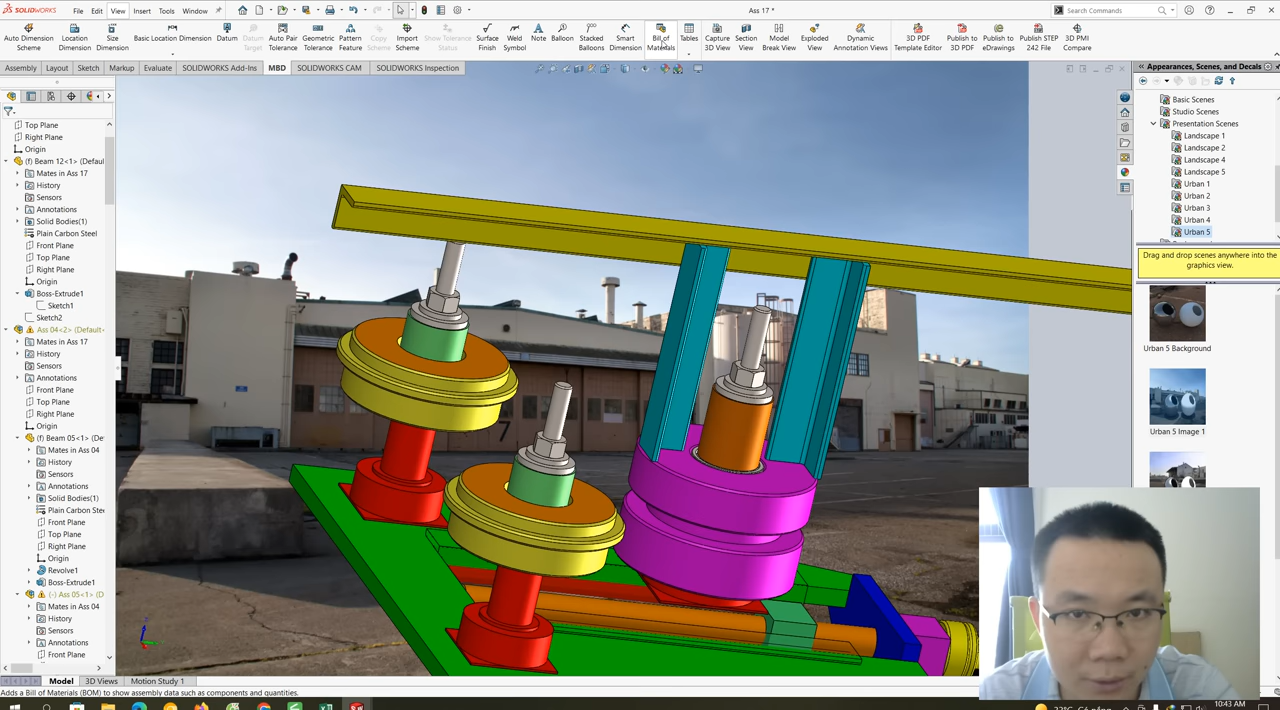 SOLIDWORKS File Edit View Insert Tools Window Ass 17 * Search Commands
Auto Dimension Scheme
Location Dimension
Size Dimension
Basic Location Dimension
Datum
Datum Target
Auto Pair Tolerance
Geometric Tolerance
Pattern Feature
Copy Scheme
Import Scheme
Show Tolerance Status
Surface Finish
Weld Symbol
Note
Balloon
Stacked Balloons
Smart Dimension
Bill of Materials
Tables
Capture 3D View
Section View
Model Break View
Exploded View
Dynamic Annotation Views
3D PDF Template Editor
Publish to 3D PDF
Publish to eDrawings
Publish STEP 242 File
3D PMI Compare
Assembly Layout Sketch Markup Evaluate SOLIDWORKS Add-Ins MBD SOLIDWORKS CAM SOLIDWORKS Inspection
Top Plane
Right Plane
Origin
(f) Beam 12<1> (Defaul
Mates in Ass 17
History
Sensors
Annotations
Solid Bodies(1)
Plain Carbon Steel
Front Plane
Top Plane
Right Plane
Origin
Boss-Extrude1
Sketch1
Sketch2
Ass 04<2> (Default<
Mates in Ass 17
History
Sensors
Annotations
Front Plane
Top Plane
Right Plane
Origin
(f) Beam 05<1> (De
Mates in Ass 04
History
Sensors
Annotations
Solid Bodies(1)
Plain Carbon Stee
Front Plane
Top Plane
Right Plane
Origin
Revolve1
Boss-Extrude1
(-) Ass 05<1> (D
Mates in Ass 04
History
Sensors
Annotations
Front Plane
Appearances, Scenes, and Decals
Basic Scenes
Studio Scenes
Presentation Scenes
Landscape 1
Landscape 2
Landscape 4
Landscape 5
Urban 1
Urban 2
Urban 3
Urban 4
Urban 5
Drag and drop scenes anywhere into the
graphics view.
Urban 5 Background
Urban 5 Image 1
7
Model 3D Views Motion Study 1
Adds a Bill of Materials (BOM) to show assembly data such as components and quantities.
10:43 AM